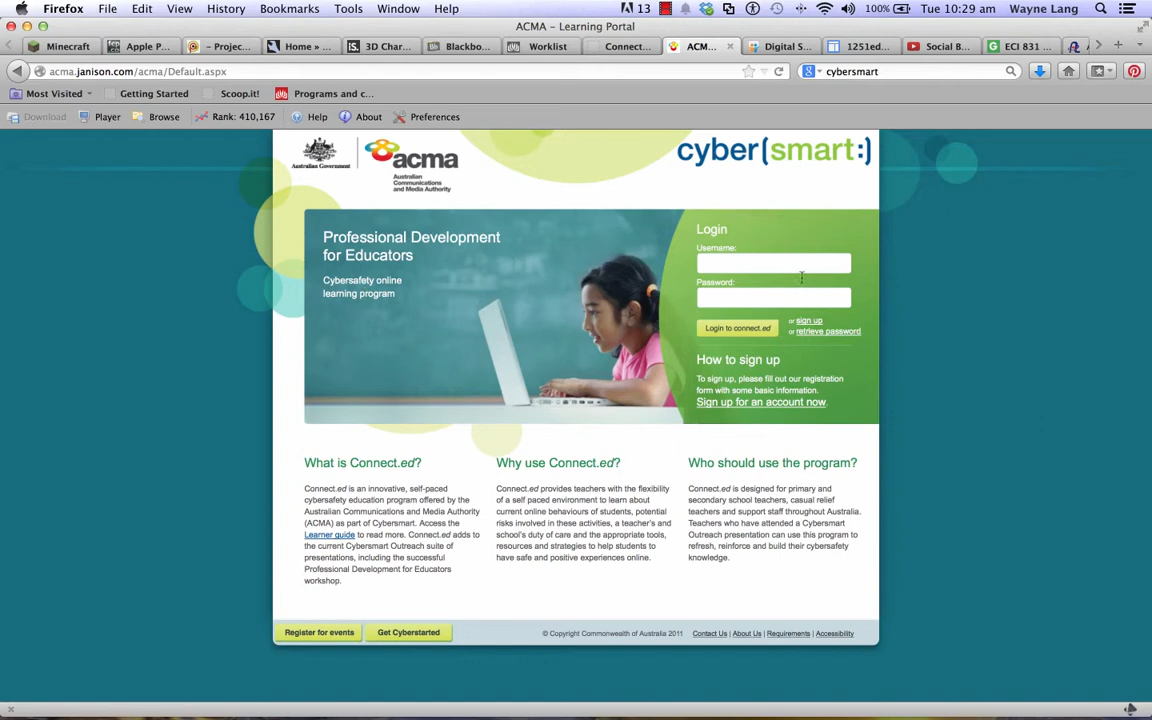 Firefox File Edit View History Bookmarks Tools Window Help 13 100% Tue 10:29 am Wayne Lang
ACMA – Learning Portal
Minecraft Apple P... – Projec... Home » ... 3D Char... Blackbo... Worklist Connect... ACM... Digital S... 1251ed... Social B... ECI 831 ...
acma.janison.com/acma/Default.aspx cybersmart
Most Visited Getting Started Scoop.it! Programs and c...
Download Player Browse Rank: 410,167 Help About Preferences
Australian Government acma cyber(smart:)
Australian
Communications
and Media Authority
Professional Development
for Educators
Cybersafety online
learning program
Login
Username:
Password:
Login to connect.ed or sign up
or retrieve password
How to sign up
To sign up, please fill out our registration
form with some basic information.
Sign up for an account now.
What is Connect.ed?
Connect.ed is an innovative, self-paced
cybersafety education program offered by the
Australian Communications and Media Authority
(ACMA) as part of Cybersmart. Access the
Learner guide to read more. Connect.ed adds to
the current Cybersmart Outreach suite of
presentations, including the successful
Professional Development for Educators
workshop.
Why use Connect.ed?
Connect.ed provides teachers with the flexibility
of a self paced environment to learn about
current online behaviours of students, potential
risks involved in these activities, a teacher's and
school's duty of care and the appropriate tools,
resources and strategies to help students to
have safe and positive experiences online.
Who should use the program?
Connect.ed is designed for primary and
secondary school teachers, casual relief
teachers and support staff throughout Australia.
Teachers who have attended a Cybersmart
Outreach presentation can use this program to
refresh, reinforce and build their cybersafety
knowledge.
Register for events Get Cyberstarted © Copyright Commonwealth of Australia 2011 Contact Us | About Us | Requirements | Accessibility